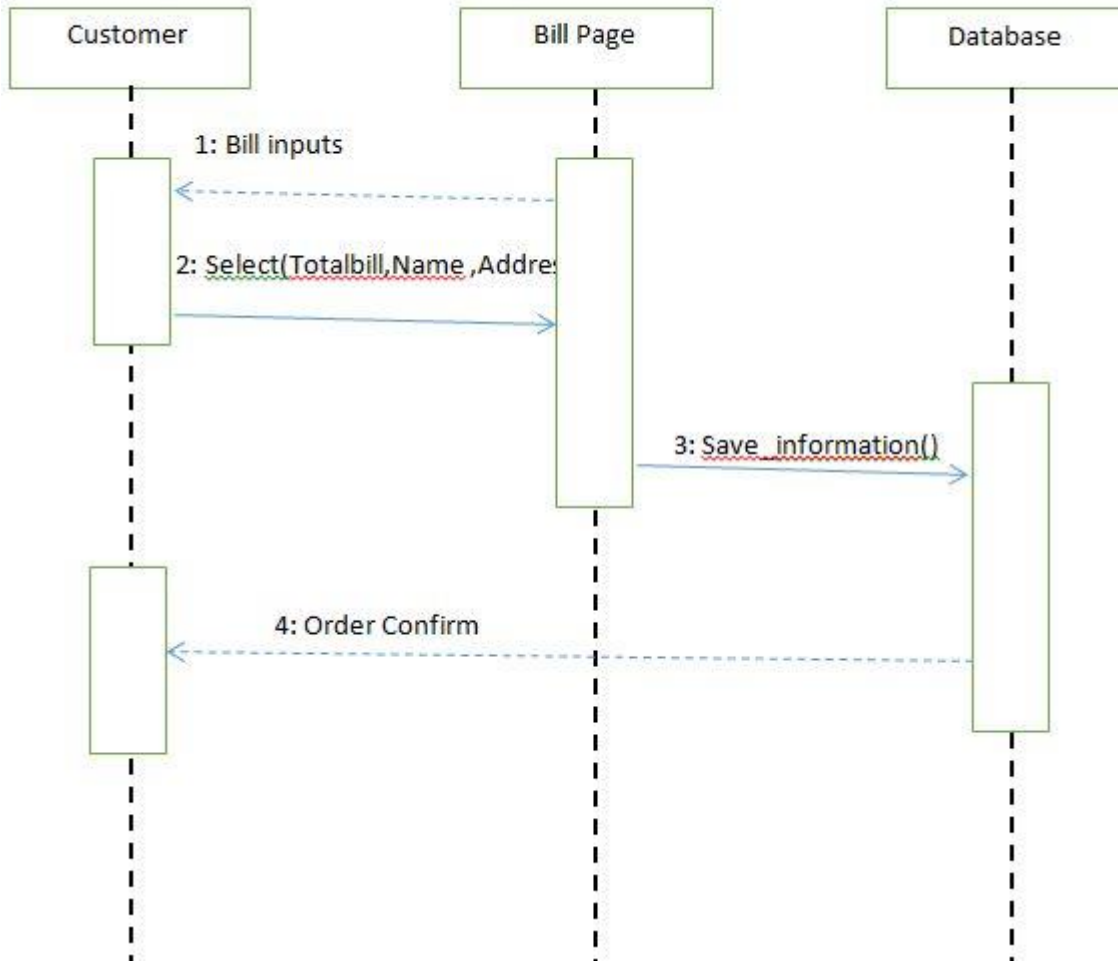 Customer
Bill Page
Database
1: Bill inputs
2: Select(Totalbill,Name ,Addres
3: Save_information()
4: Order Confirm